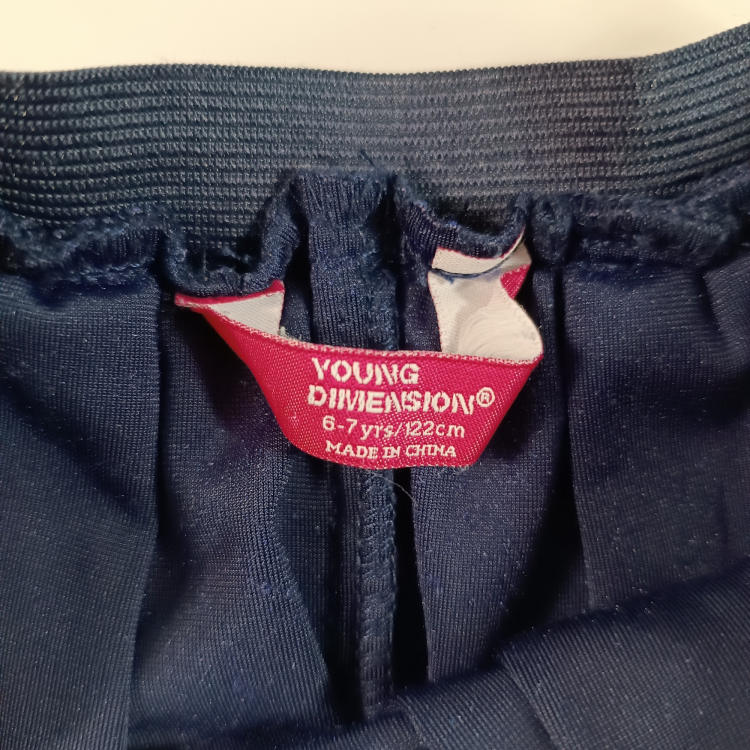 YOUNG
DIMENSION®
6-7 yrs/122cm
MADE IN CHINA